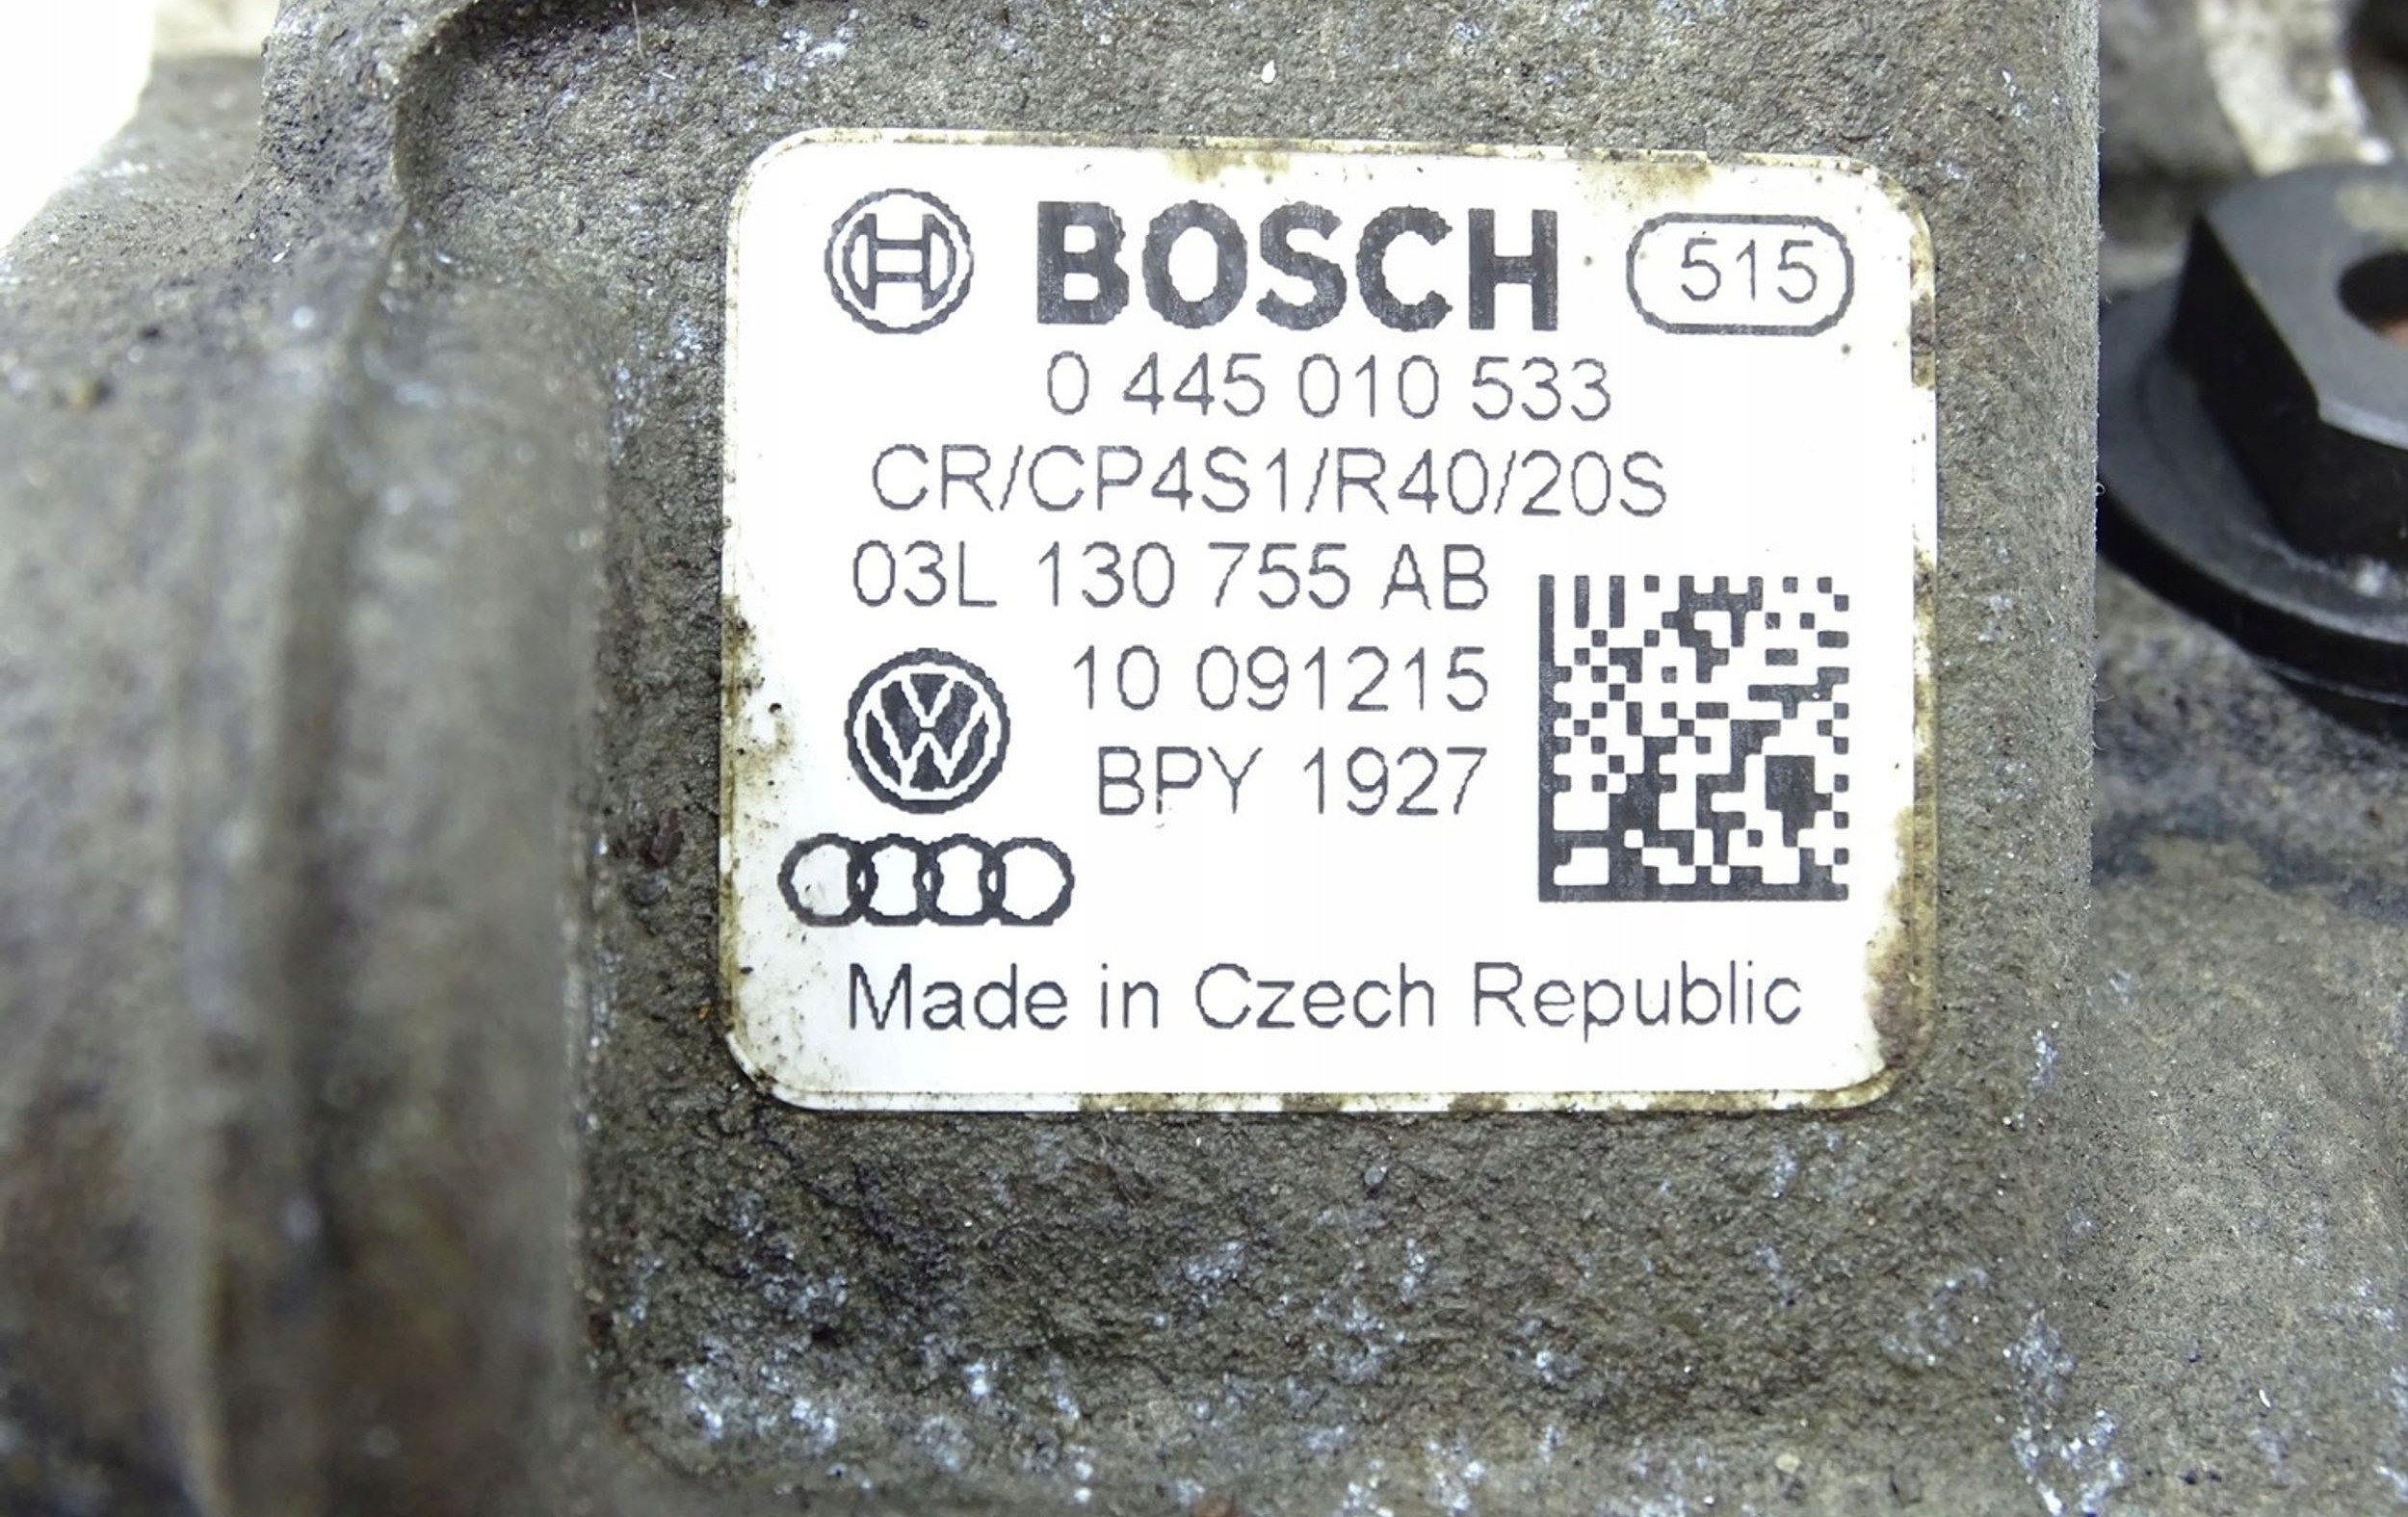 BOSCH 515
0 445 010 533
CR/CP4S1/R40/20S
03L 130 755 AB
10 091215
BPY 1927
Made in Czech Republic